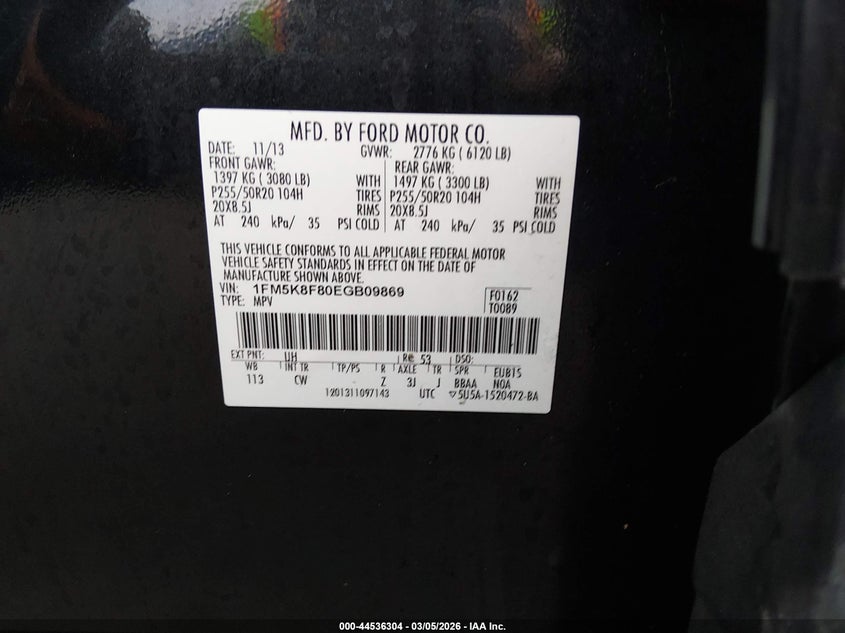 MFD. BY FORD MOTOR CO.
DATE: 11/13 GVWR: 2776 KG ( 6120 LB)
FRONT GAWR: REAR GAWR:
1397 KG ( 3080 LB) WITH 1497 KG ( 3300 LB) WITH
P255/50R20 104H TIRES P255/50R20 104H TIRES
20X8.5J RIMS 20X8.5J RIMS
AT 240 kPa/ 35 PSI COLD AT 240 kPa/ 35 PSI COLD
THIS VEHICLE CONFORMS TO ALL APPLICABLE FEDERAL MOTOR
VEHICLE SAFETY STANDARDS IN EFFECT ON THE DATE OF
MANUFACTURE SHOWN ABOVE.
VIN: 1FM5K8F80EGB09869 F0162
TYPE: MPV T0089
EXT PNT: UH RC 53 DSO:
WB INT TR TP/PS R AXLE TR SPR EUB15
113 CW Z 3J J BBAA NOA
1201311097143 UTC ▽5U5A-1520472-BA
000-44536304 — 03/05/2026 - IAA Inc.